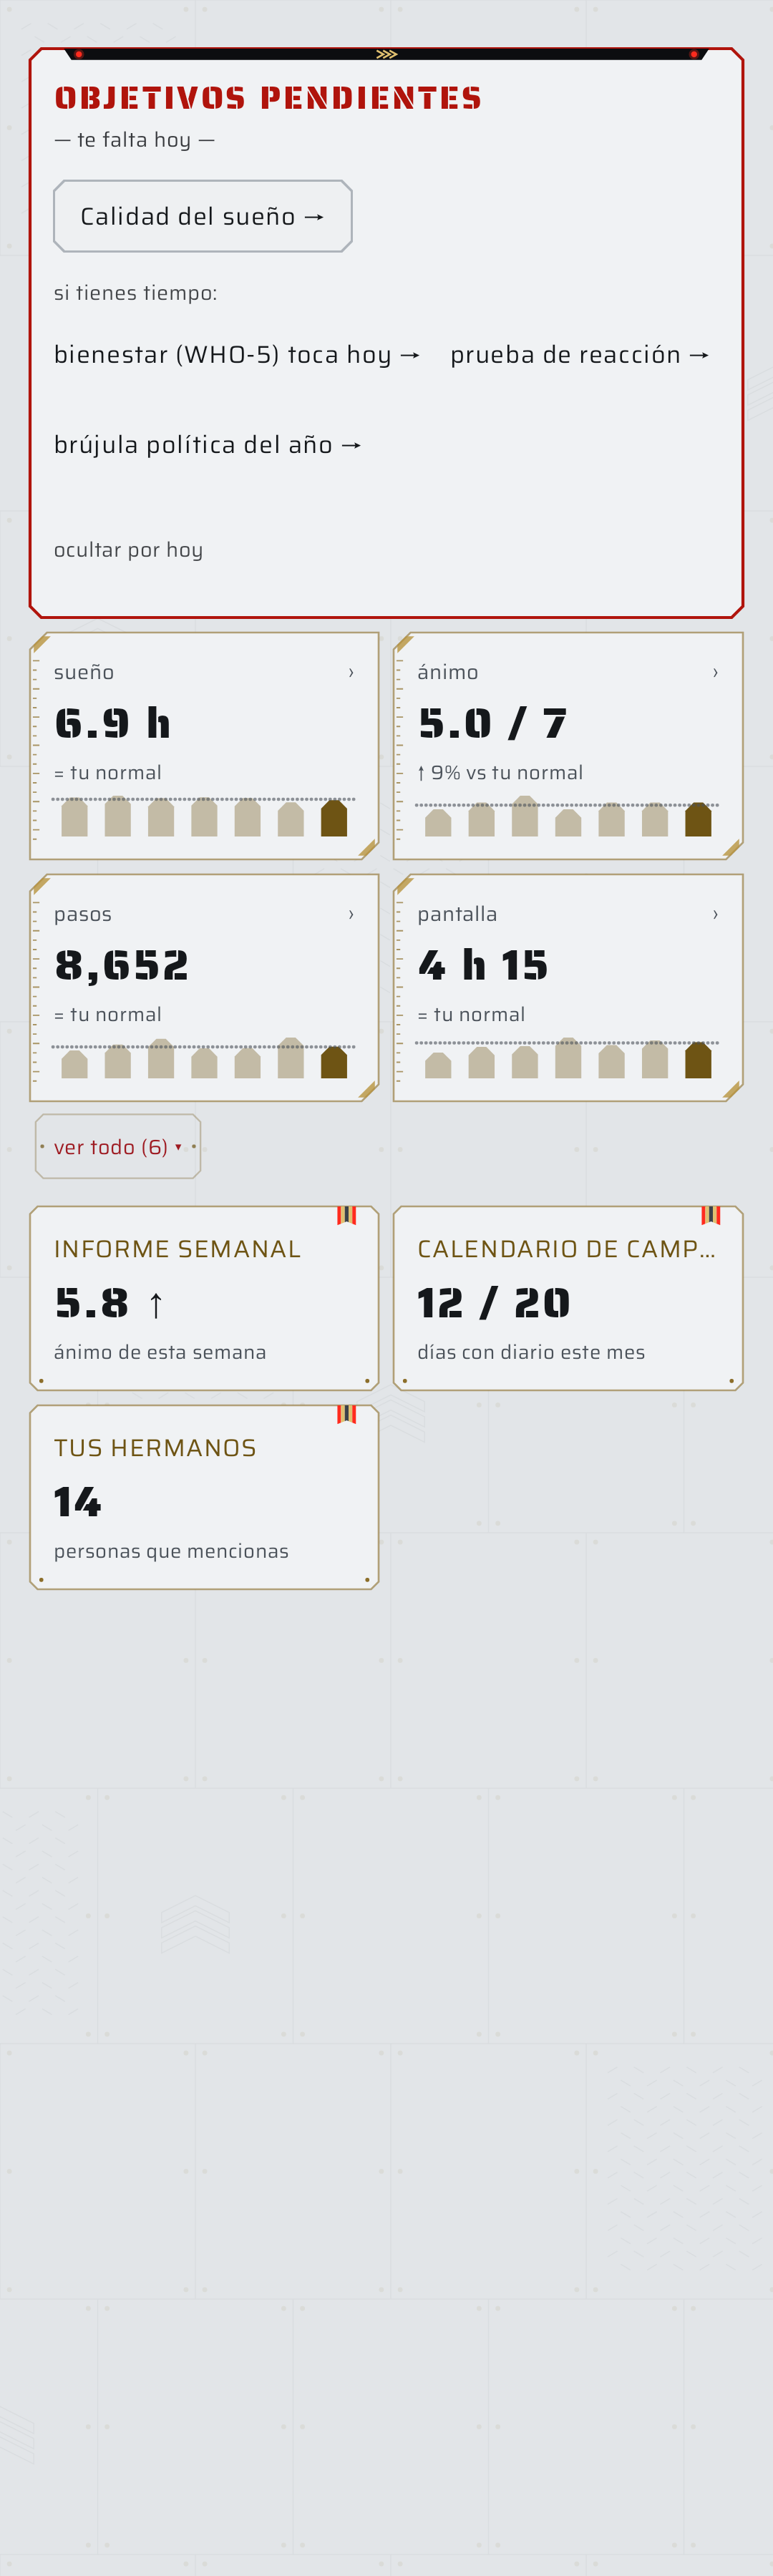 OBJETIVOS PENDIENTES
— te falta hoy —
Calidad del sueño →
si tienes tiempo:
bienestar (WHO-5) toca hoy → prueba de reacción →
brújula política del año →
ocultar por hoy
sueño ›
6.9 h
= tu normal
ánimo ›
5.0 / 7
↑ 9% vs tu normal
pasos ›
8,652
= tu normal
pantalla ›
4 h 15
= tu normal
ver todo (6) ▾
INFORME SEMANAL
5.8 ↑
ánimo de esta semana
CALENDARIO DE CAMP...
12 / 20
días con diario este mes
TUS HERMANOS
14
personas que mencionas